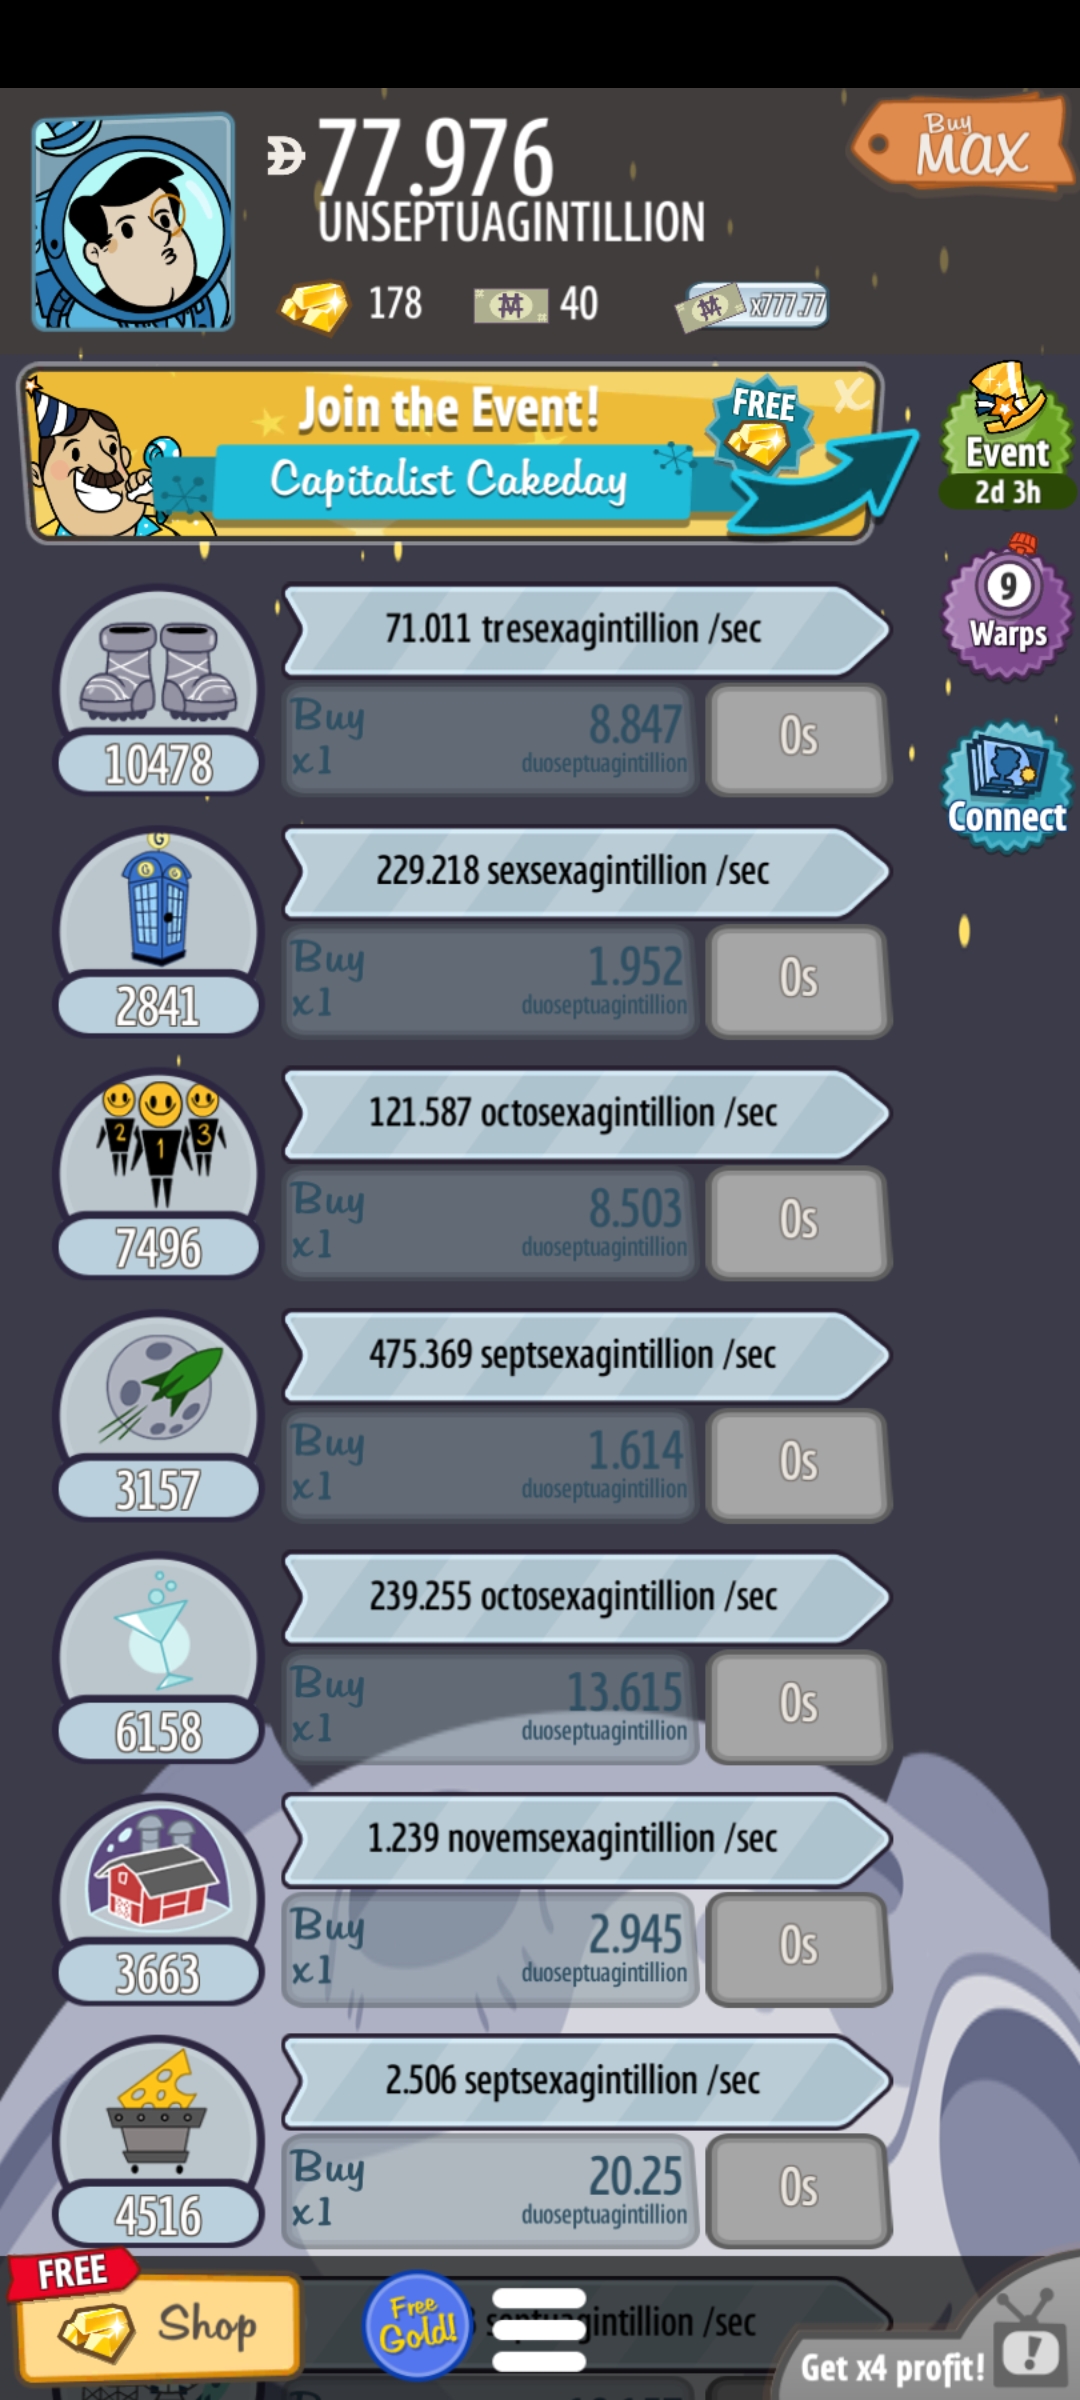 77.976
UNSEPTUAGINTILLION
Buy
MAX
178
40
x777.77
Join the Event!
Capitalist Cakeday
FREE
X
Event
2d 3h
9
Warps
Connect
71.011 tresexagintillion /sec
Buy
x1
8.847
duoseptuagintillion
0s
10478
G
G G
229.218 sexsexagintillion /sec
Buy
x1
1.952
duoseptuagintillion
0s
2841
2 1 3
121.587 octosexagintillion /sec
Buy
x1
8.503
duoseptuagintillion
0s
7496
475.369 septsexagintillion /sec
Buy
x1
1.614
duoseptuagintillion
0s
3157
239.255 octosexagintillion /sec
Buy
x1
13.615
duoseptuagintillion
0s
6158
1.239 novemsexagintillion /sec
Buy
x1
2.945
duoseptuagintillion
0s
3663
2.506 septsexagintillion /sec
Buy
x1
20.25
duoseptuagintillion
0s
4516
FREE
Shop
Free
Gold!
/sec
Get x4 profit!
!